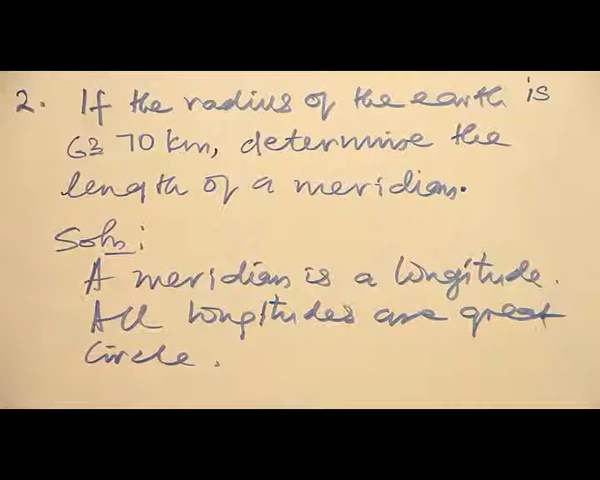 2. If the radius of the earth is
6370 km, determine the
length of a meridian.
Soln:
A meridian is a longitude.
All longitudes are great
Circle.